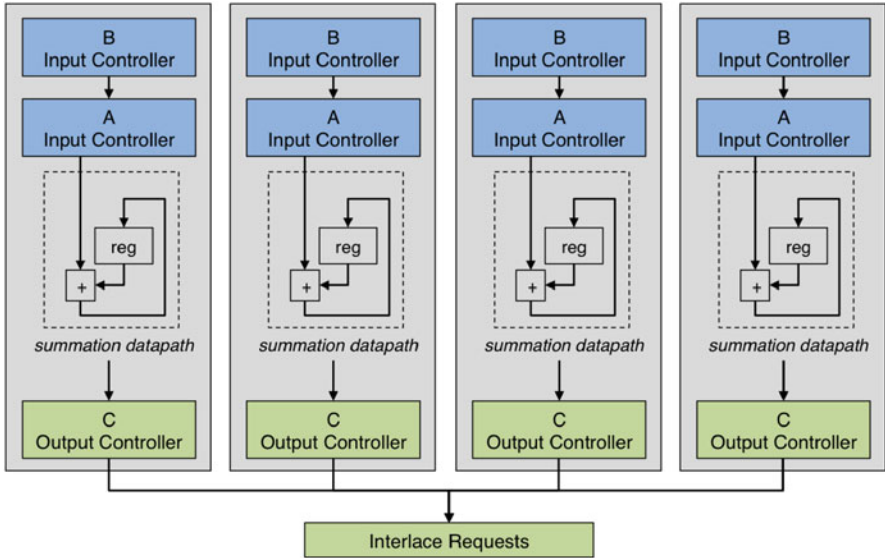 B
Input Controller
B
Input Controller
B
Input Controller
B
Input Controller
A
Input Controller
A
Input Controller
A
Input Controller
A
Input Controller
reg
reg
reg
reg
+
+
+
+
summation datapath
summation datapath
summation datapath
summation datapath
C
Output Controller
C
Output Controller
C
Output Controller
C
Output Controller
Interlace Requests